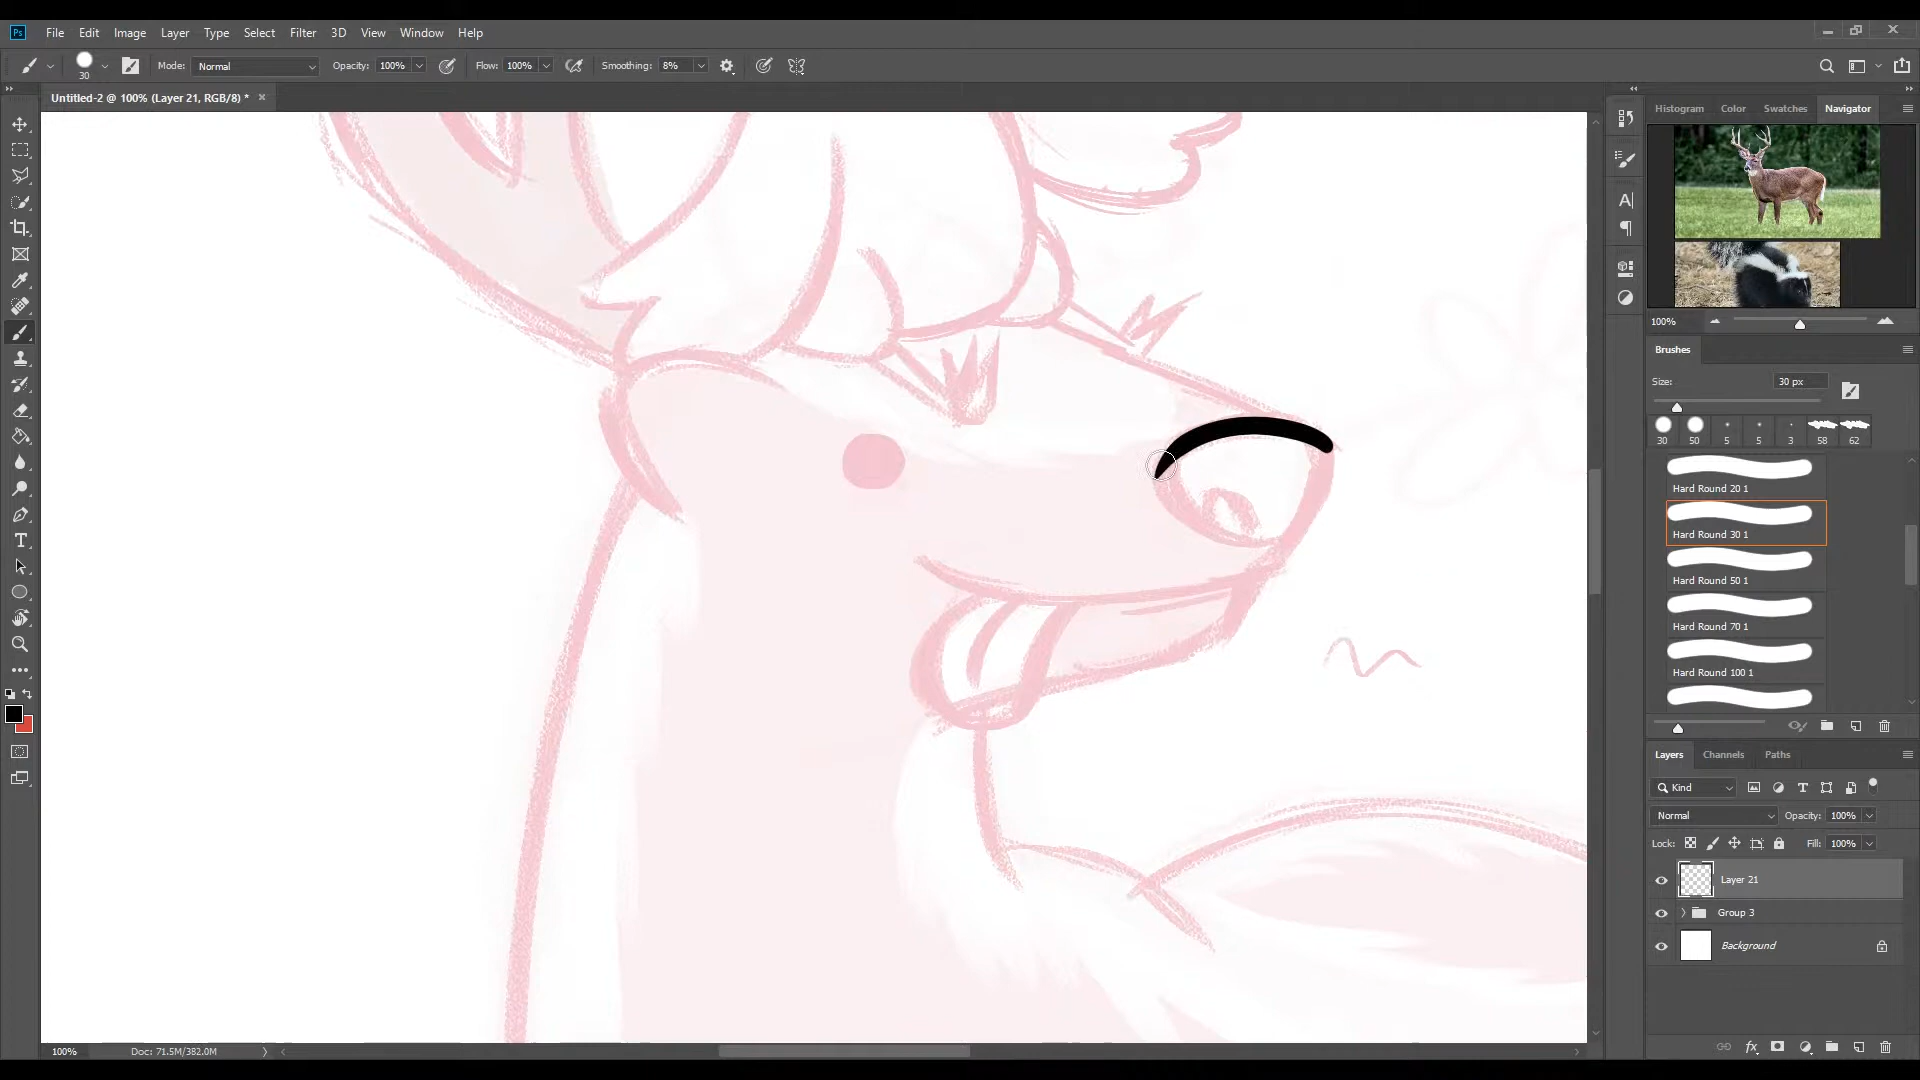 Ps File Edit Image Layer Type Select Filter 3D View Window Help
30 Mode: Normal Opacity: 100% Flow: 100% Smoothing: 8%
Untitled-2 @ 100% (Layer 21, RGB/8) *
Histogram Color Swatches Navigator
100%
Brushes
Size: 30 px
30 50 5 5 3 58 62
Hard Round 20 1
Hard Round 30 1
Hard Round 50 1
Hard Round 70 1
Hard Round 100 1
Layers Channels Paths
Kind
Normal Opacity: 100%
Lock: Fill: 100%
Layer 21
Group 3
Background
100% Doc: 71.5M/382.0M